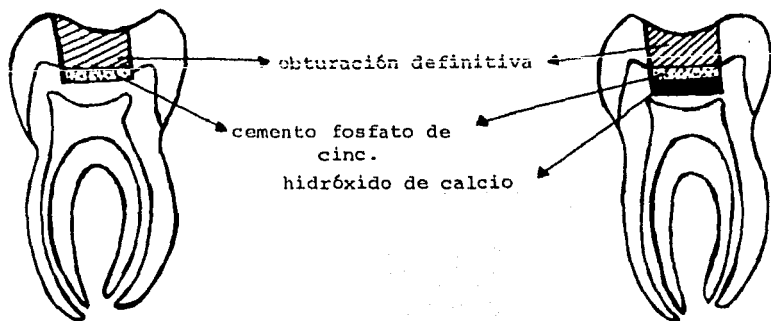 obturación definitiva
cemento fosfato de
cinc.
hidróxido de calcio